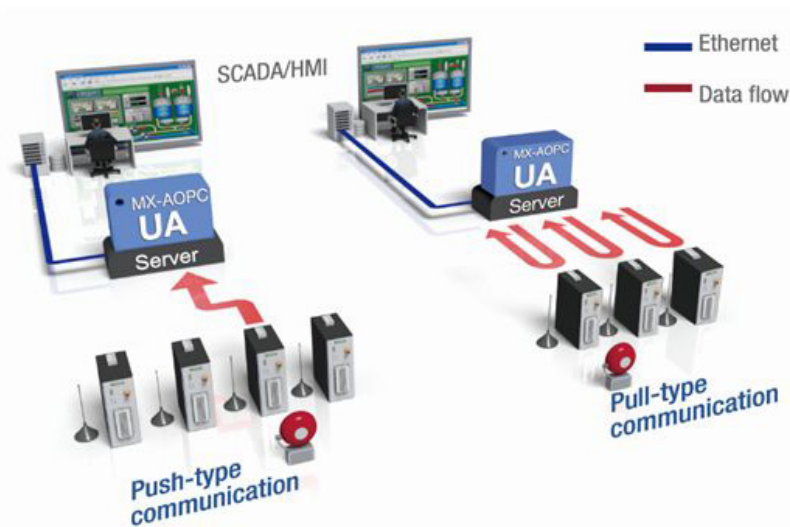 SCADA/HMI
Ethernet
Data flow
MX-AOPC
UA
Server
MX-AOPC
UA
Server
Push-type
communication
Pull-type
communication